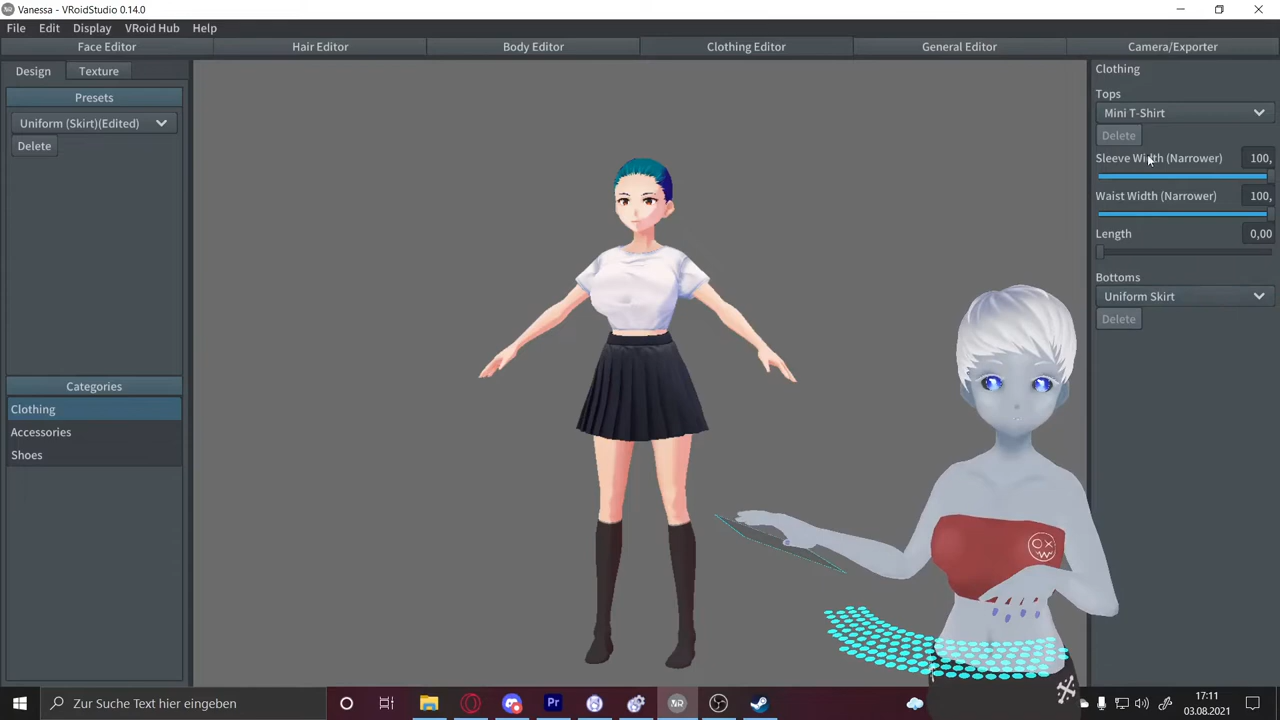 Vanessa - VRoidStudio 0.14.0
File Edit Display VRoid Hub Help
Face Editor Hair Editor Body Editor Clothing Editor General Editor Camera/Exporter
Design Texture
Presets
Uniform (Skirt)(Edited)
Delete
Categories
Clothing
Accessories
Shoes
Clothing
Tops
Mini T-Shirt
Delete
Sleeve Width (Narrower) 100,
Waist Width (Narrower) 100,
Length 0,00
Bottoms
Uniform Skirt
Delete
Zur Suche Text hier eingeben
17:11
03.08.2021